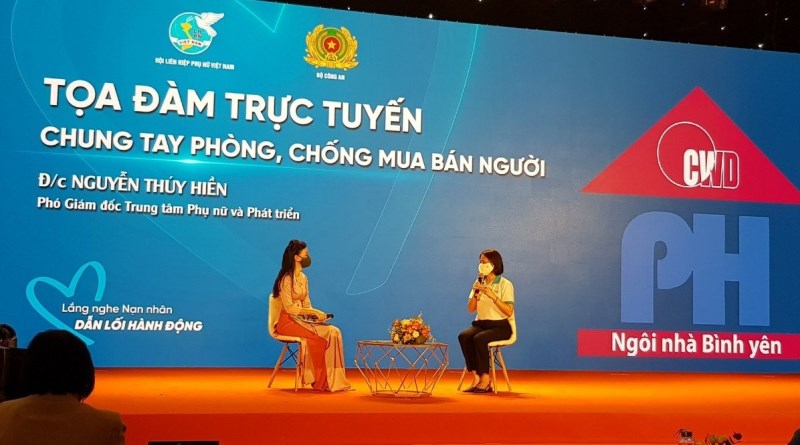 HỘI LIÊN HIỆP PHỤ NỮ VIỆT NAM
BỘ CÔNG AN
TỌA ĐÀM TRỰC TUYẾN
CHUNG TAY PHÒNG, CHỐNG MUA BÁN NGƯỜI
Đ/c NGUYỄN THÚY HIỀN
Phó Giám đốc Trung tâm Phụ nữ và Phát triển
Lắng nghe Nạn nhân
DẪN LỐI HÀNH ĐỘNG
CWD
PH
Ngôi nhà Bình yên